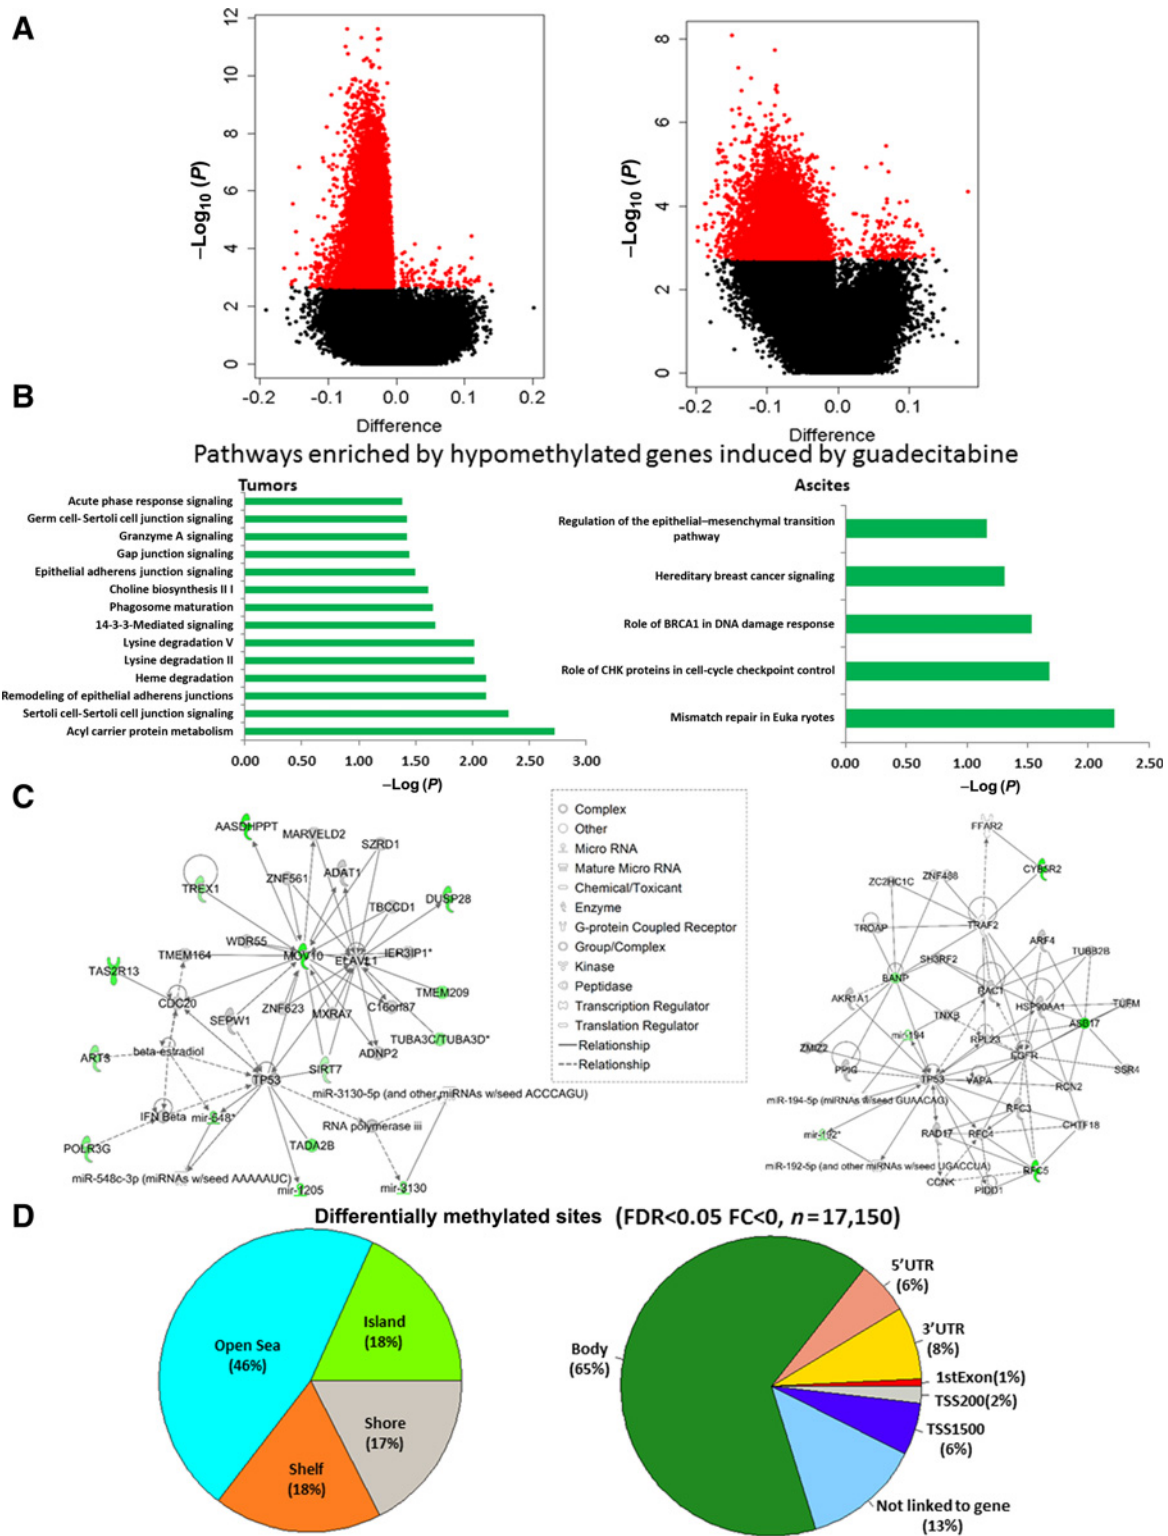 A
12
10
8
6
4
2
0
−Log10 (P)
-0.2
-0.1
0.0
0.1
0.2
Difference
8
6
4
2
0
−Log10 (P)
-0.2
-0.1
0.0
0.1
Difference
B
Pathways enriched by hypomethylated genes induced by guadecitabine
Tumors
Acute phase response signaling
Germ cell- Sertoli cell junction signaling
Granzyme A signaling
Gap junction signaling
Epithelial adherens junction signaling
Choline biosynthesis II I
Phagosome maturation
14-3-3-Mediated signaling
Lysine degradation V
Lysine degradation II
Heme degradation
Remodeling of epithelial adherens junctions
Sertoli cell-Sertoli cell junction signaling
Acyl carrier protein metabolism
0.00
0.50
1.00
1.50
2.00
2.50
3.00
−Log (P)
Ascites
Regulation of the epithelial–mesenchymal transition
pathway
Hereditary breast cancer signaling
Role of BRCA1 in DNA damage response
Role of CHK proteins in cell-cycle checkpoint control
Mismatch repair in Euka ryotes
0.00
0.50
1.00
1.50
2.00
2.50
−Log (P)
C
AASDHPPT
MARVELD2
SZRD1
TREX1
ZNF561
ADAT1
DUSP28
TBCCD1
WDR55
TMEM164
MOV10
ELAVL1
IER3IP1*
TAS2R13
CDC20
ZNF623
MXRA7
C16orf87
TMEM209
SEPW1
TUBA3C/TUBA3D*
ADNP2
ART3
beta-estradiol
TP53
SIRT7
miR-3130-5p (and other miRNAs w/seed ACCCAGU)
IFN Beta
mir-548*
RNA polymerase iii
POLR3G
TADA2B
miR-548c-3p (miRNAs w/seed AAAAAUC)
mir-1205
mir-3130
Complex
Other
Micro RNA
Mature Micro RNA
Chemical/Toxicant
Enzyme
G-protein Coupled Receptor
Group/Complex
Kinase
Peptidase
Transcription Regulator
Translation Regulator
Relationship
Relationship
FFAR2
CYB5R2
ZC2HC1C
ZNF488
TROAP
TRAF2
ARF4
TUBB2B
BANP
SH3RF2
AKR1A1
RAC1
HSP90AA1
TUFM
TNXB
mir-194
RPL23
ASB17
ZMIZ2
PPIG
EGFR
SSR4
TP53
VAPA
RCN2
miR-194-5p (miRNAs w/seed GUAACAG)
RFC3
mir-192*
RAD17
RFC4
CHTF18
miR-192-5p (and other miRNAs w/seed UGACCUA)
CCNK
PIDD1
RFC5
D
Differentially methylated sites (FDR<0.05 FC<0, n = 17,150)
Open Sea
(46%)
Island
(18%)
Shore
(17%)
Shelf
(18%)
Body
(65%)
5’UTR
(6%)
3’UTR
(8%)
1stExon(1%)
TSS200(2%)
TSS1500
(6%)
Not linked to gene
(13%)